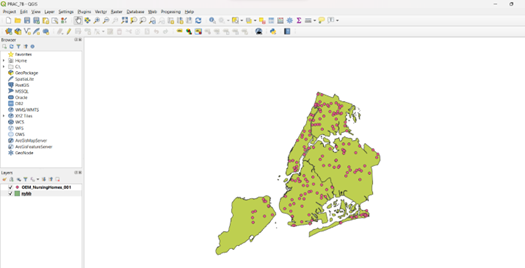 PRAC_7B - QGIS
Project Edit View Layer Settings Plugins Vector Raster Database Web Processing Help
Browser
Favorites
Home
C:\
GeoPackage
SpatiaLite
PostGIS
MSSQL
Oracle
DB2
WMS/WMTS
XYZ Tiles
WCS
WFS
OWS
ArcGisMapServer
ArcGisFeatureServer
GeoNode
Layers
OEM_NursingHomes_001
nybb